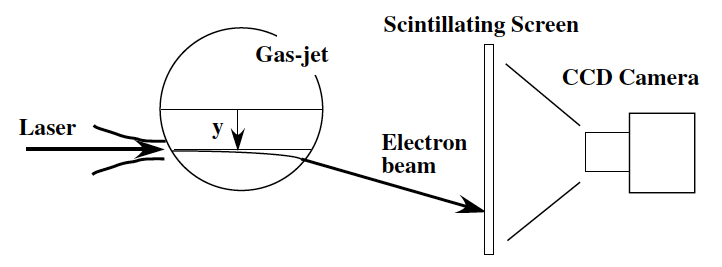 Scintillating Screen
Gas-jet
CCD Camera
Laser
y
Electron
beam